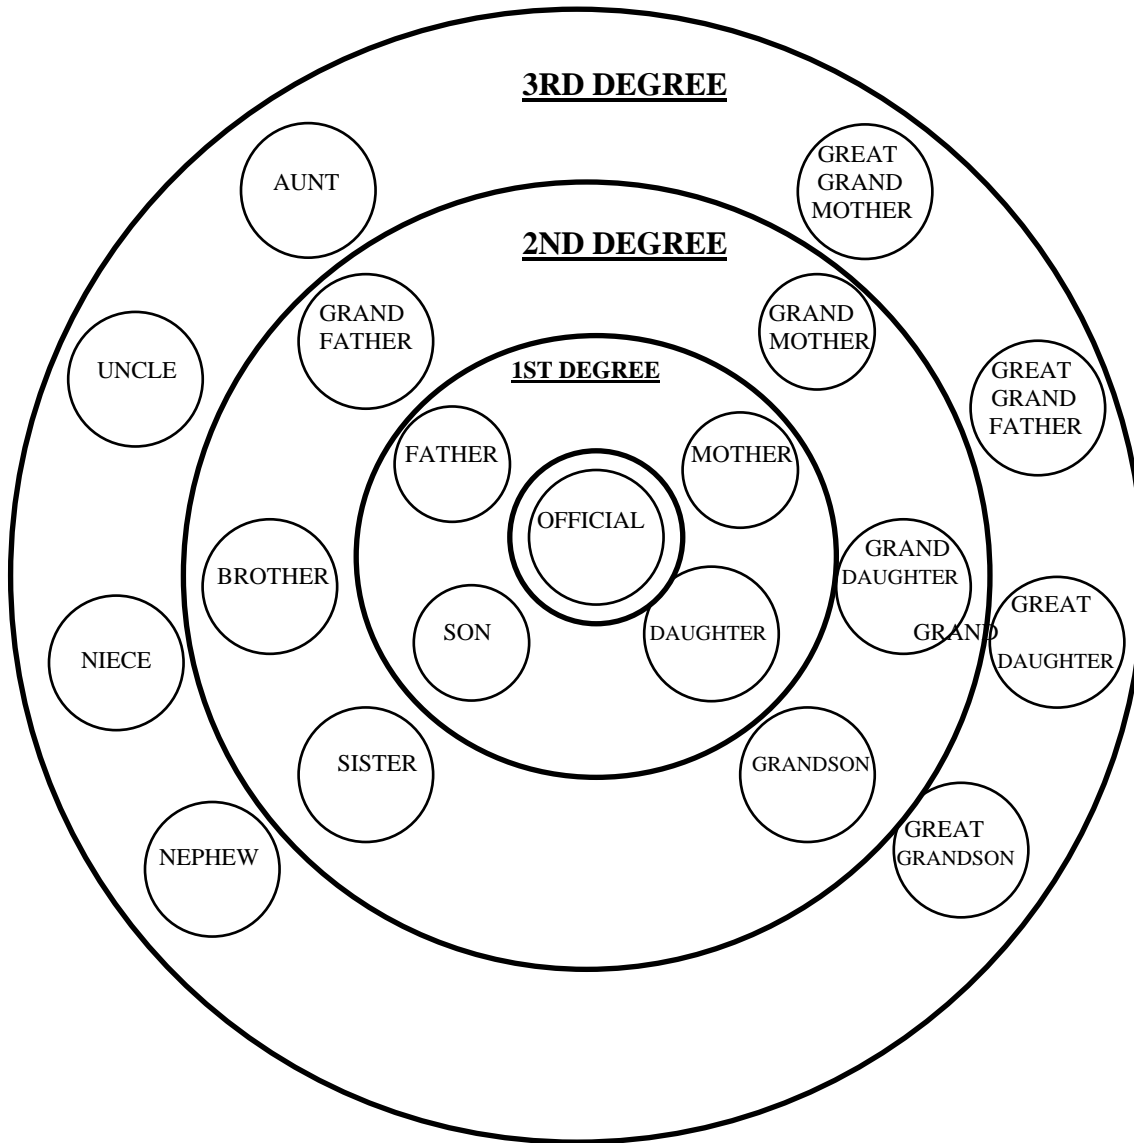 3RD DEGREE
AUNT
GREAT
GRAND
MOTHER
2ND DEGREE
GRAND
FATHER
GRAND
MOTHER
UNCLE
1ST DEGREE
GREAT
GRAND
FATHER
FATHER
MOTHER
OFFICIAL
BROTHER
GRAND
DAUGHTER
SON
DAUGHTER
GREAT
GRAND
DAUGHTER
NIECE
SISTER
GRANDSON
NEPHEW
GREAT
GRANDSON